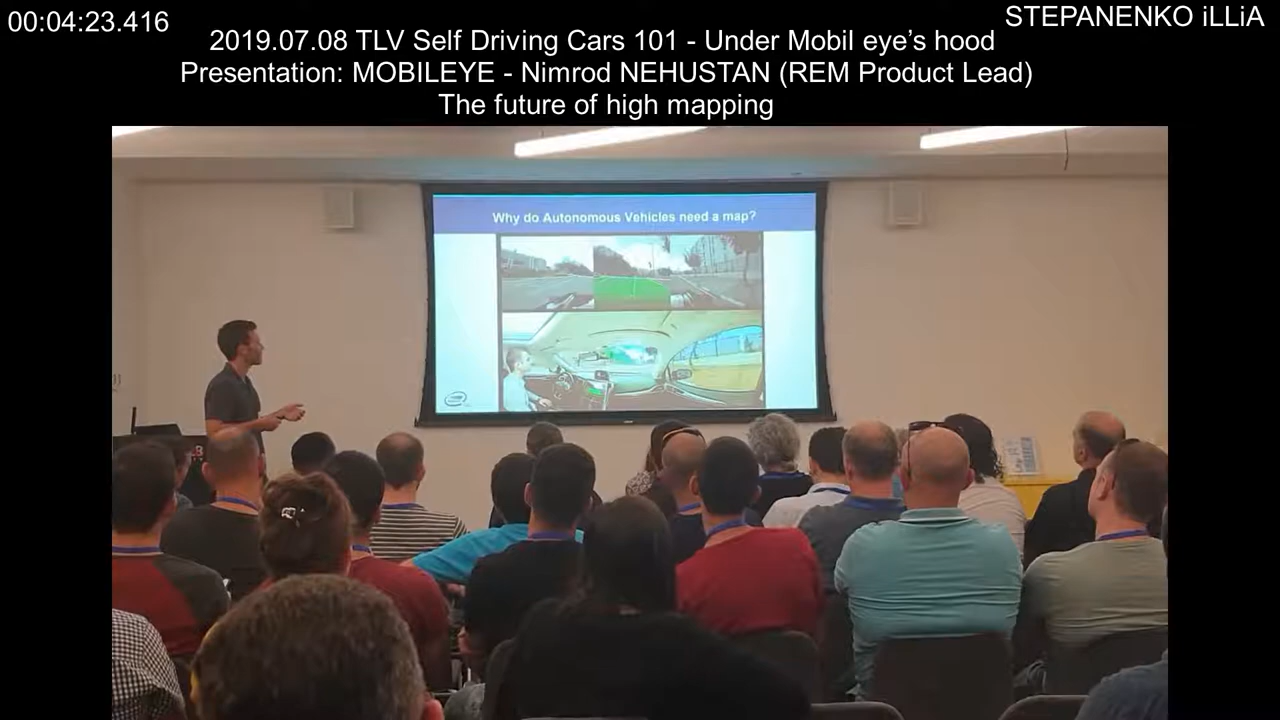 00:04:23.416
STEPANENKO iLLiA
2019.07.08 TLV Self Driving Cars 101 - Under Mobil eye’s hood
Presentation: MOBILEYE - Nimrod NEHUSTAN (REM Product Lead)
The future of high mapping
Why do Autonomous Vehicles need a map?